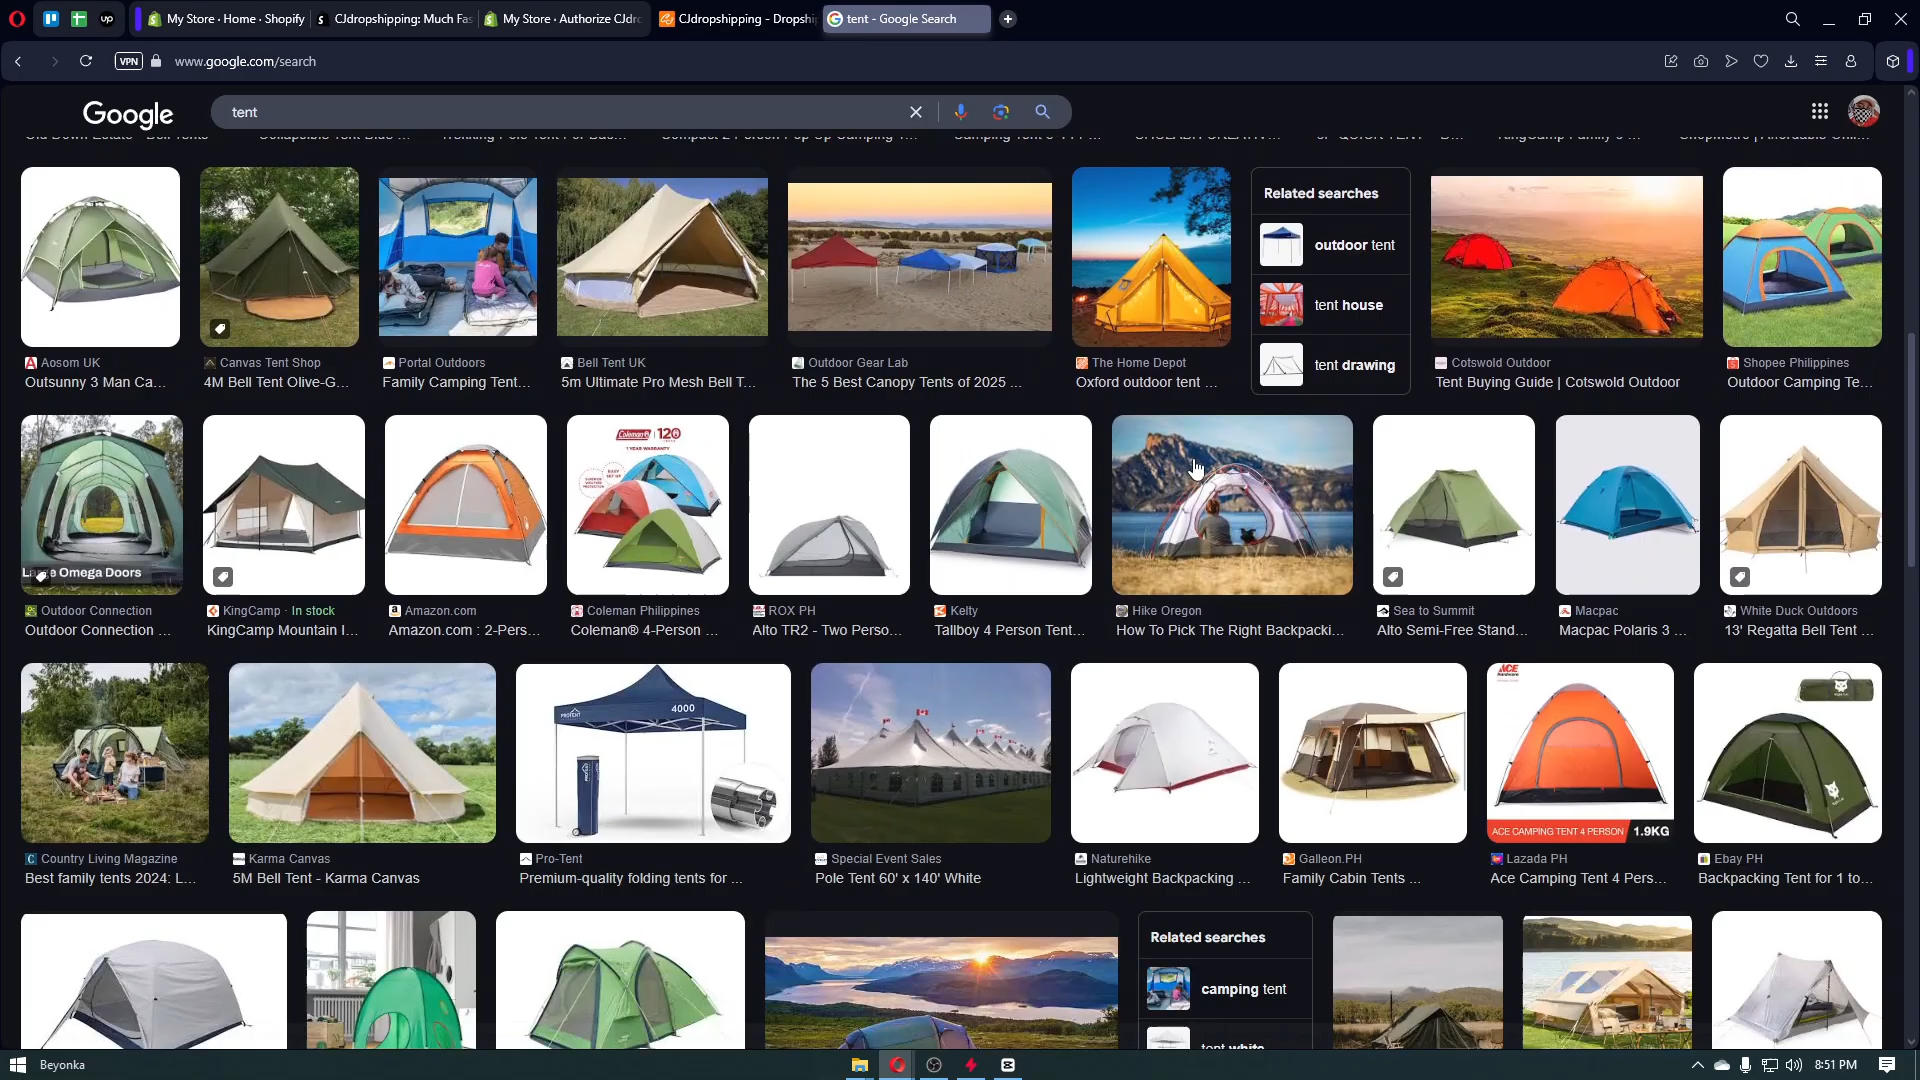 My Store · Home · Shopify
CJdropshipping: Much Fas
My Store · Authorize CJdr
CJdropshipping - Dropshi
tent - Google Search
VPN
www.google.com/search
Google
tent
Related searches
outdoor tent
tent house
tent drawing
Aosom UK
Outsunny 3 Man Ca...
Canvas Tent Shop
4M Bell Tent Olive-G...
Portal Outdoors
Family Camping Tent...
Bell Tent UK
5m Ultimate Pro Mesh Bell T...
Outdoor Gear Lab
The 5 Best Canopy Tents of 2025 ...
The Home Depot
Oxford outdoor tent ...
Cotswold Outdoor
Tent Buying Guide | Cotswold Outdoor
Shopee Philippines
Outdoor Camping Te...
Omega Doors
Coleman 120
1 YEAR WARRANTY
Outdoor Connection
Outdoor Connection ...
KingCamp · In stock
KingCamp Mountain I...
Amazon.com
Amazon.com : 2-Pers...
Coleman Philippines
Coleman® 4-Person ...
ROX PH
Alto TR2 - Two Perso...
Kelty
Tallboy 4 Person Tent...
Hike Oregon
How To Pick The Right Backpacki...
Sea to Summit
Alto Semi-Free Stand...
Macpac
Macpac Polaris 3 ...
White Duck Outdoors
13' Regatta Bell Tent ...
PROTENT
4000
ACE
Hardware
ACE CAMPING TENT 4 PERSON 1.9KG
Country Living Magazine
Best family tents 2024: L...
Karma Canvas
5M Bell Tent - Karma Canvas
Pro-Tent
Premium-quality folding tents for ...
Special Event Sales
Pole Tent 60' x 140' White
Naturehike
Lightweight Backpacking ...
Galleon.PH
Family Cabin Tents ...
Lazada PH
Ace Camping Tent 4 Pers...
Ebay PH
Backpacking Tent for 1 to...
Related searches
camping tent
tent white
Beyonka
8:51 PM